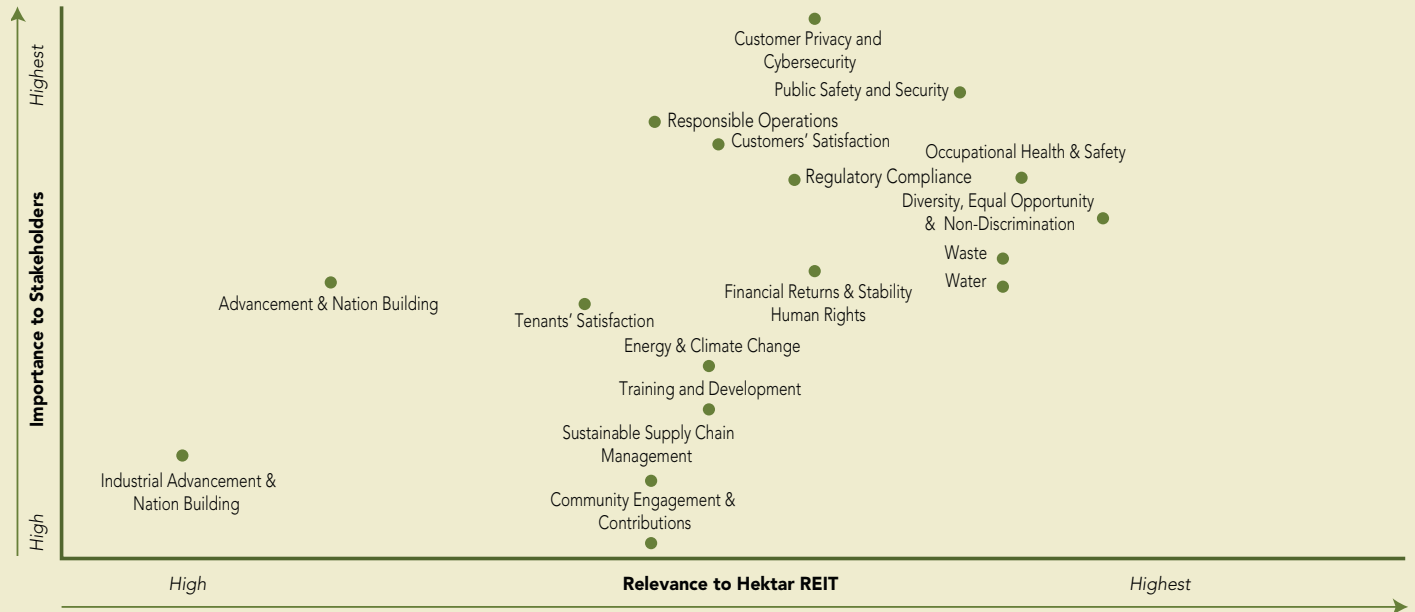 Highest
Importance to Stakeholders
High
Customer Privacy and
Cybersecurity
Public Safety and Security
Responsible Operations
Customers’ Satisfaction
Occupational Health & Safety
Regulatory Compliance
Diversity, Equal Opportunity
& Non-Discrimination
Waste
Water
Advancement & Nation Building
Financial Returns & Stability
Human Rights
Tenants’ Satisfaction
Energy & Climate Change
Training and Development
Sustainable Supply Chain
Management
Industrial Advancement &
Nation Building
Community Engagement &
Contributions
High
Relevance to Hektar REIT
Highest